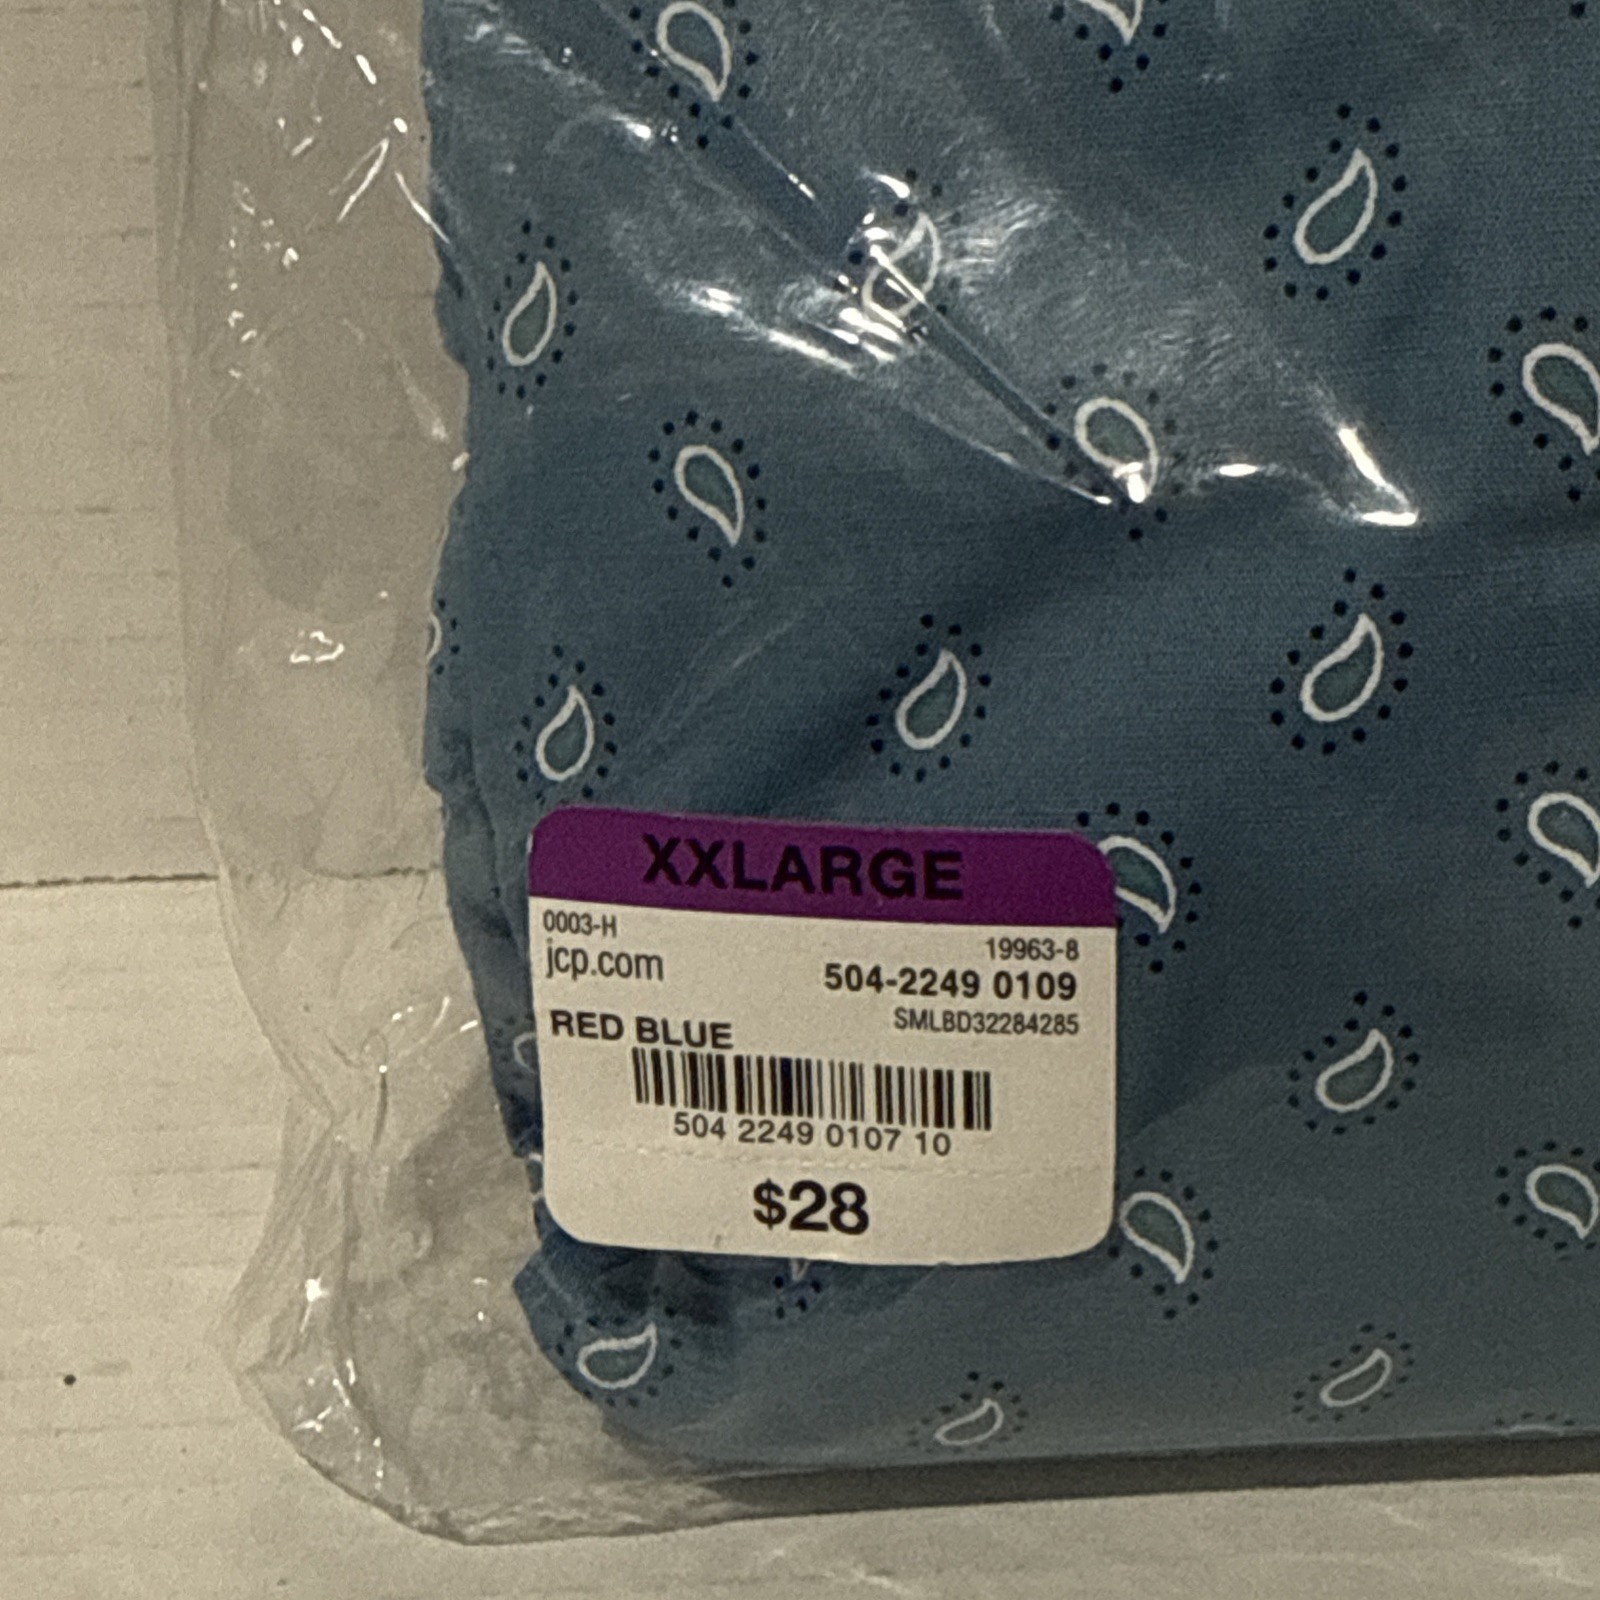 XXLARGE
0003-H
19963-8
jcp.com
504-2249 0109
SMLBD32284285
RED BLUE
504 2249 0107 10
$28